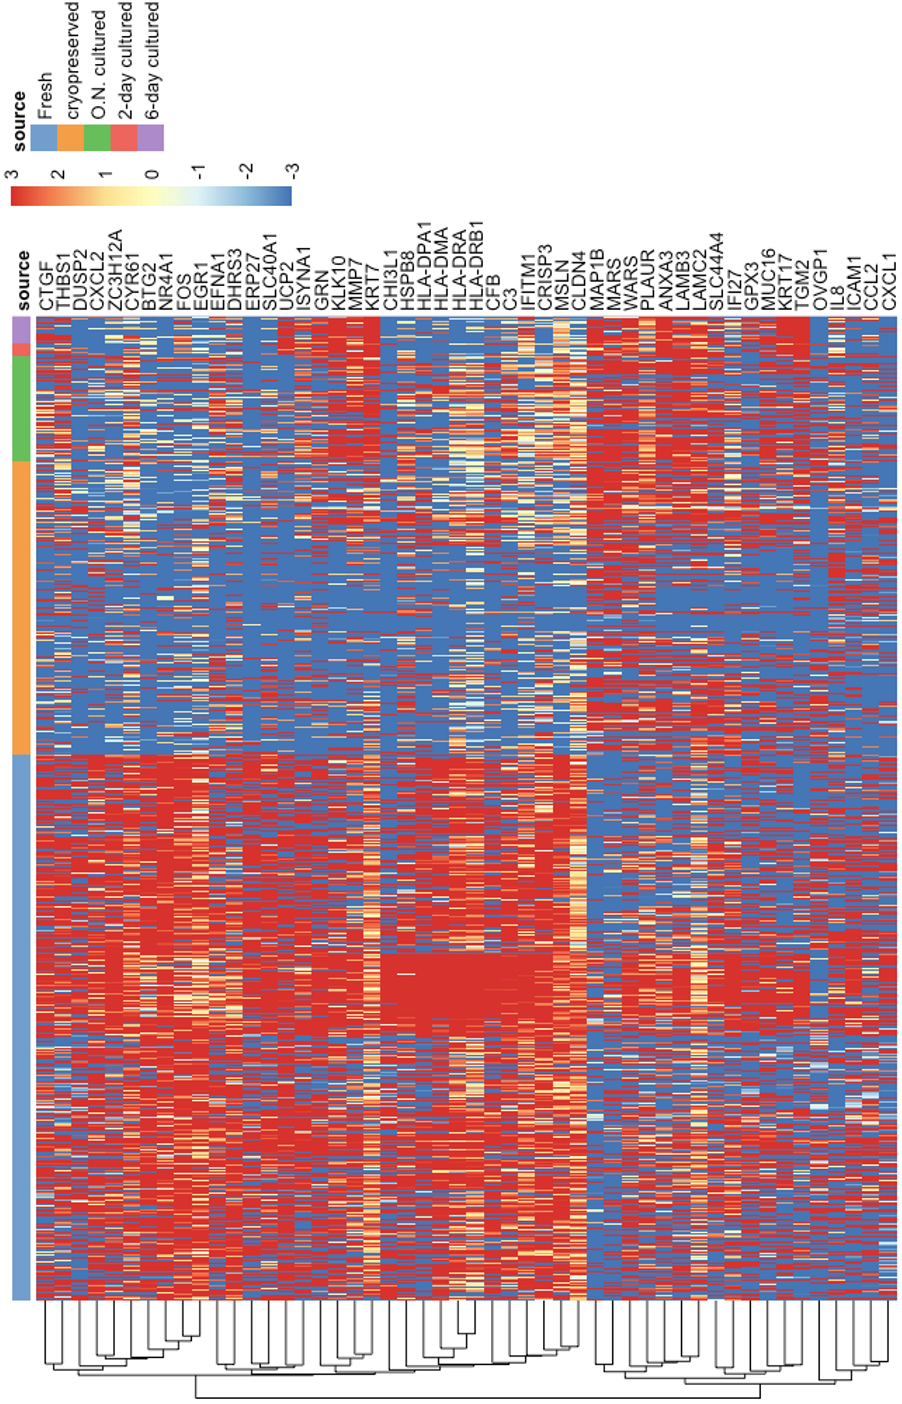 source
Fresh
cryopreserved
O.N. cultured
2-day cultured
6-day cultured
3
2
1
0
-1
-2
-3
source
CTGF
THBS1
DUSP2
CXCL2
ZC3H12A
CYR61
BTG2
NR4A1
FOS
EGR1
EFNA1
DHRS3
ERP27
SLC40A1
UCP2
ISYNA1
GRN
KLK10
MMP7
KRT7
CHI3L1
HSPB8
HLA-DPA1
HLA-DMA
HLA-DRA
HLA-DRB1
CFB
C3
IFITM1
CRISP3
MSLN
CLDN4
MAP1B
MARS
WARS
PLAUR
ANXA3
LAMB3
LAMC2
SLC44A4
IFI27
GPX3
MUC16
KRT17
TGM2
OVGP1
IL8
ICAM1
CCL2
CXCL1